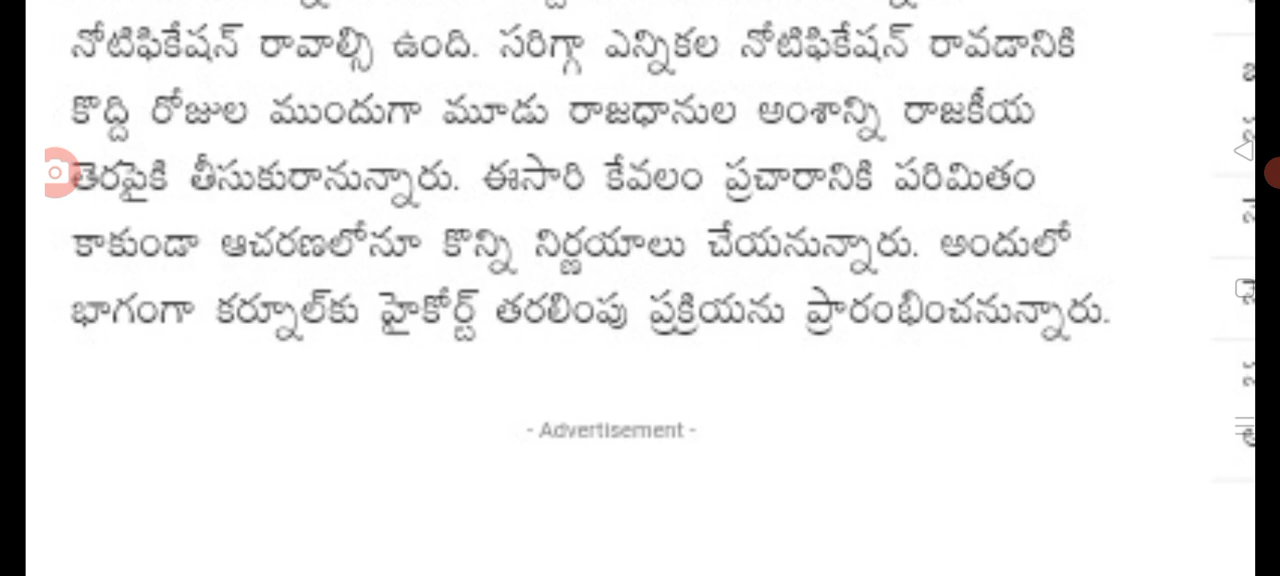 నోటిఫికేషన్ రావాల్సి ఉంది. సరిగ్గా ఎన్నికల నోటిఫికేషన్ రావడానికి
కొద్ది రోజుల ముందుగా మూడు రాజధానుల అంశాన్ని రాజకీయ
తెరపైకి తీసుకురానున్నారు. ఈసారి కేవలం ప్రచారానికి పరిమితం
కాకుండా ఆచరణలోనూ కొన్ని నిర్ణయాలు చేయనున్నారు. అందులో
భాగంగా కర్నూల్‌కు హైకోర్ట్ తరలింపు ప్రక్రియను ప్రారంభించనున్నారు.
- Advertisement -